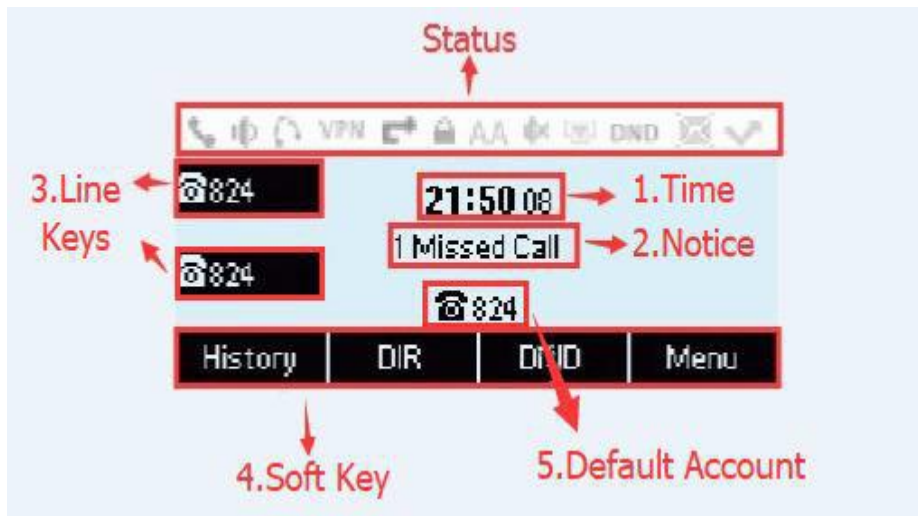 Status
VPN AA DND
3.Line Keys
824
21:50 08
1.Time
1 Missed Call
2.Notice
824
824
History DIR DND Menu
4.Soft Key
5.Default Account